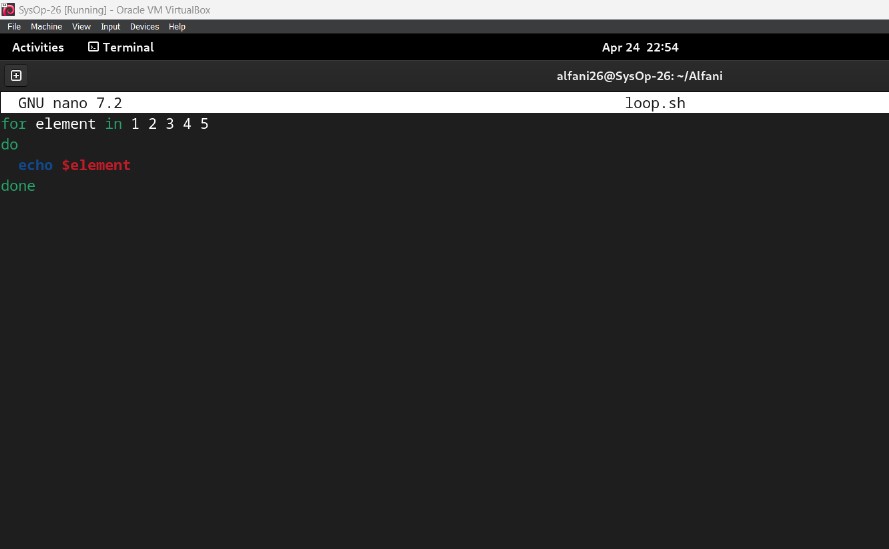 SysOp-26 [Running] - Oracle VM VirtualBox
File Machine View Input Devices Help
Activities Terminal Apr 24 22:54
alfani26@SysOp-26: ~/Alfani
GNU nano 7.2 loop.sh
for element in 1 2 3 4 5
do
  echo $element
done